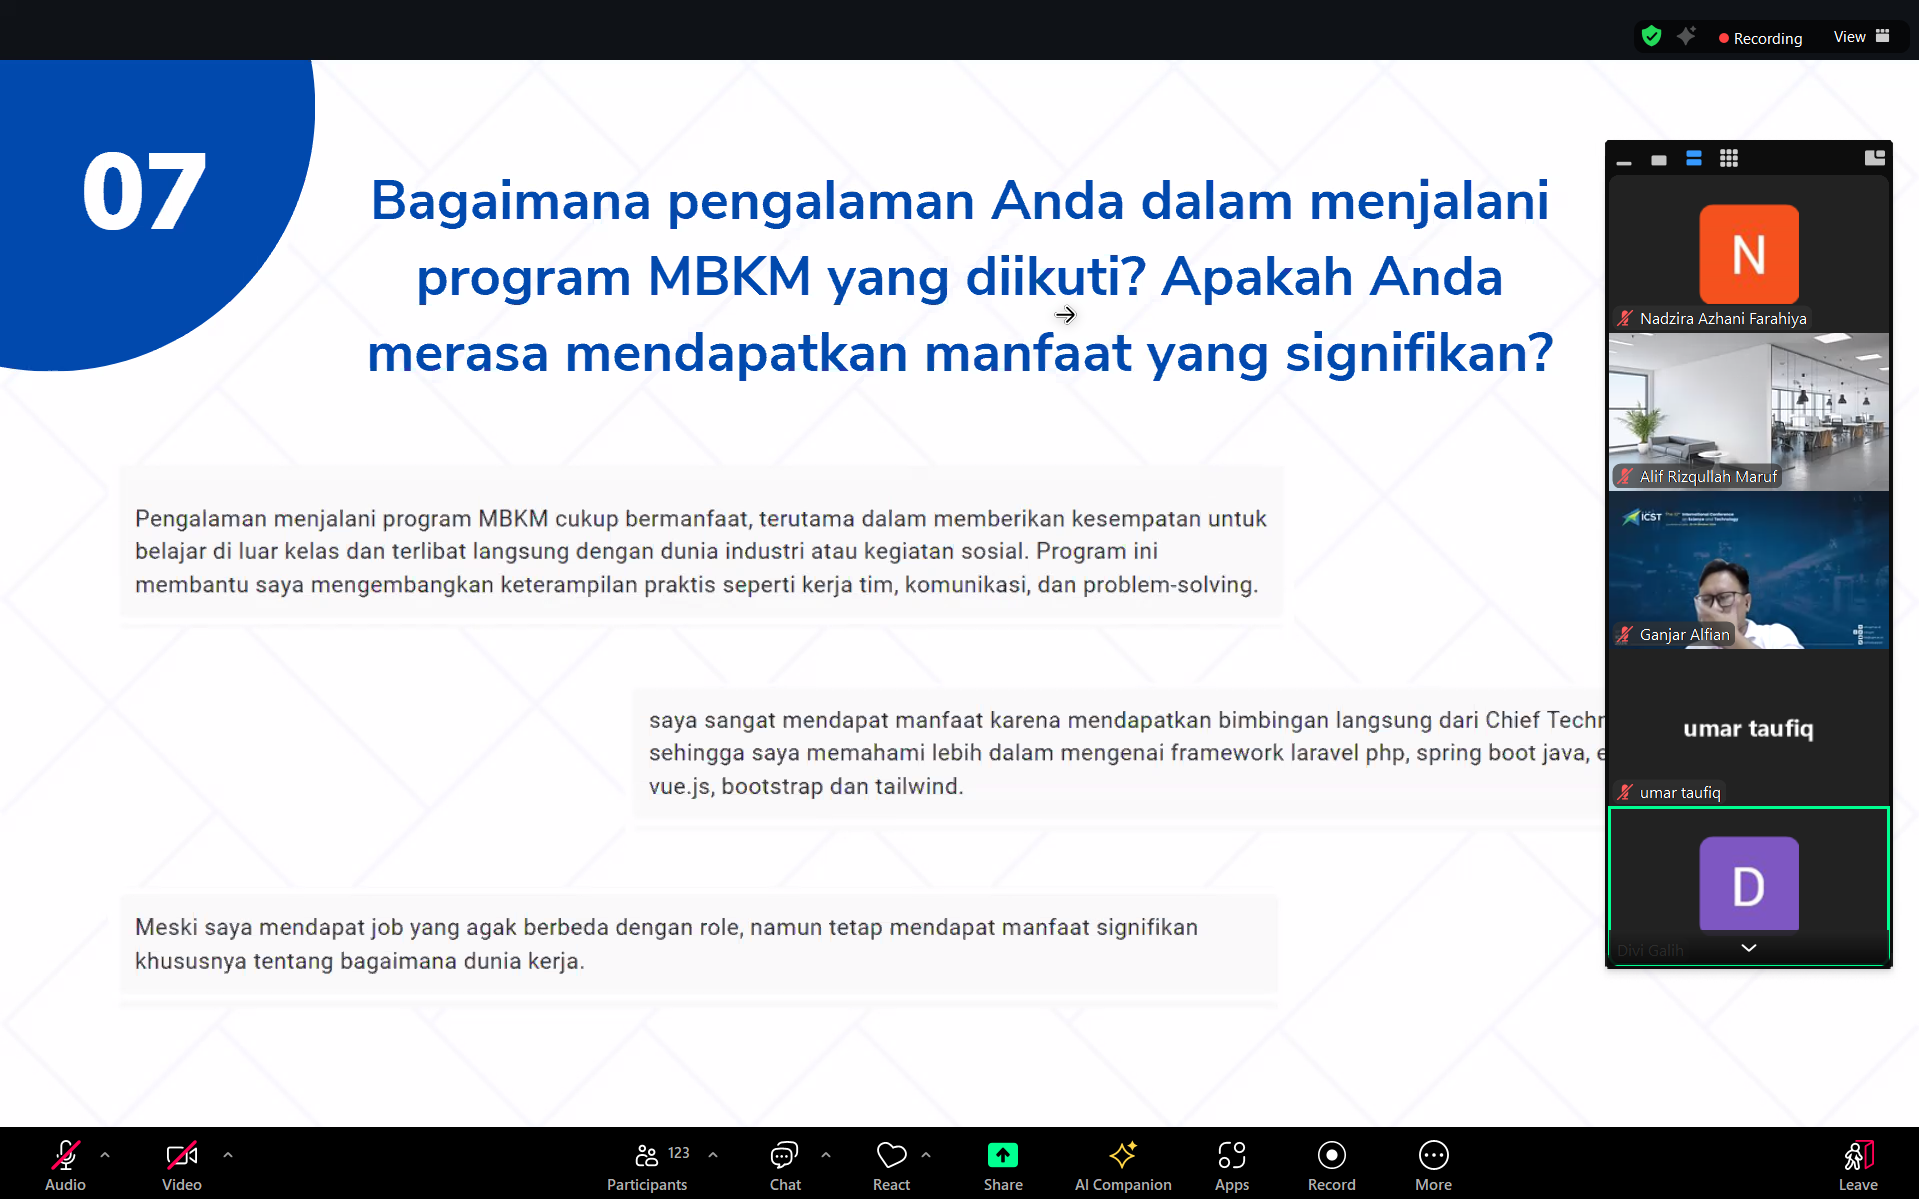 Recording
View
07
Bagaimana pengalaman Anda dalam menjalani
program MBKM yang diikuti? Apakah Anda
merasa mendapatkan manfaat yang signifikan?
Pengalaman menjalani program MBKM cukup bermanfaat, terutama dalam memberikan kesempatan untuk
belajar di luar kelas dan terlibat langsung dengan dunia industri atau kegiatan sosial. Program ini
membantu saya mengembangkan keterampilan praktis seperti kerja tim, komunikasi, dan problem-solving.
saya sangat mendapat manfaat karena mendapatkan bimbingan langsung dari Chief Techn
sehingga saya memahami lebih dalam mengenai framework laravel php, spring boot java, e
vue.js, bootstrap dan tailwind.
Meski saya mendapat job yang agak berbeda dengan role, namun tetap mendapat manfaat signifikan
khususnya tentang bagaimana dunia kerja.
N
Nadzira Azhani Farahiya
Alif Rizqullah Maruf
ICST
International Conference
on Science and Technology
Ganjar Alfian
umar taufiq
umar taufiq
D
Divi Galih
Audio
Video
123
Participants
Chat
React
Share
AI Companion
Apps
Record
More
Leave